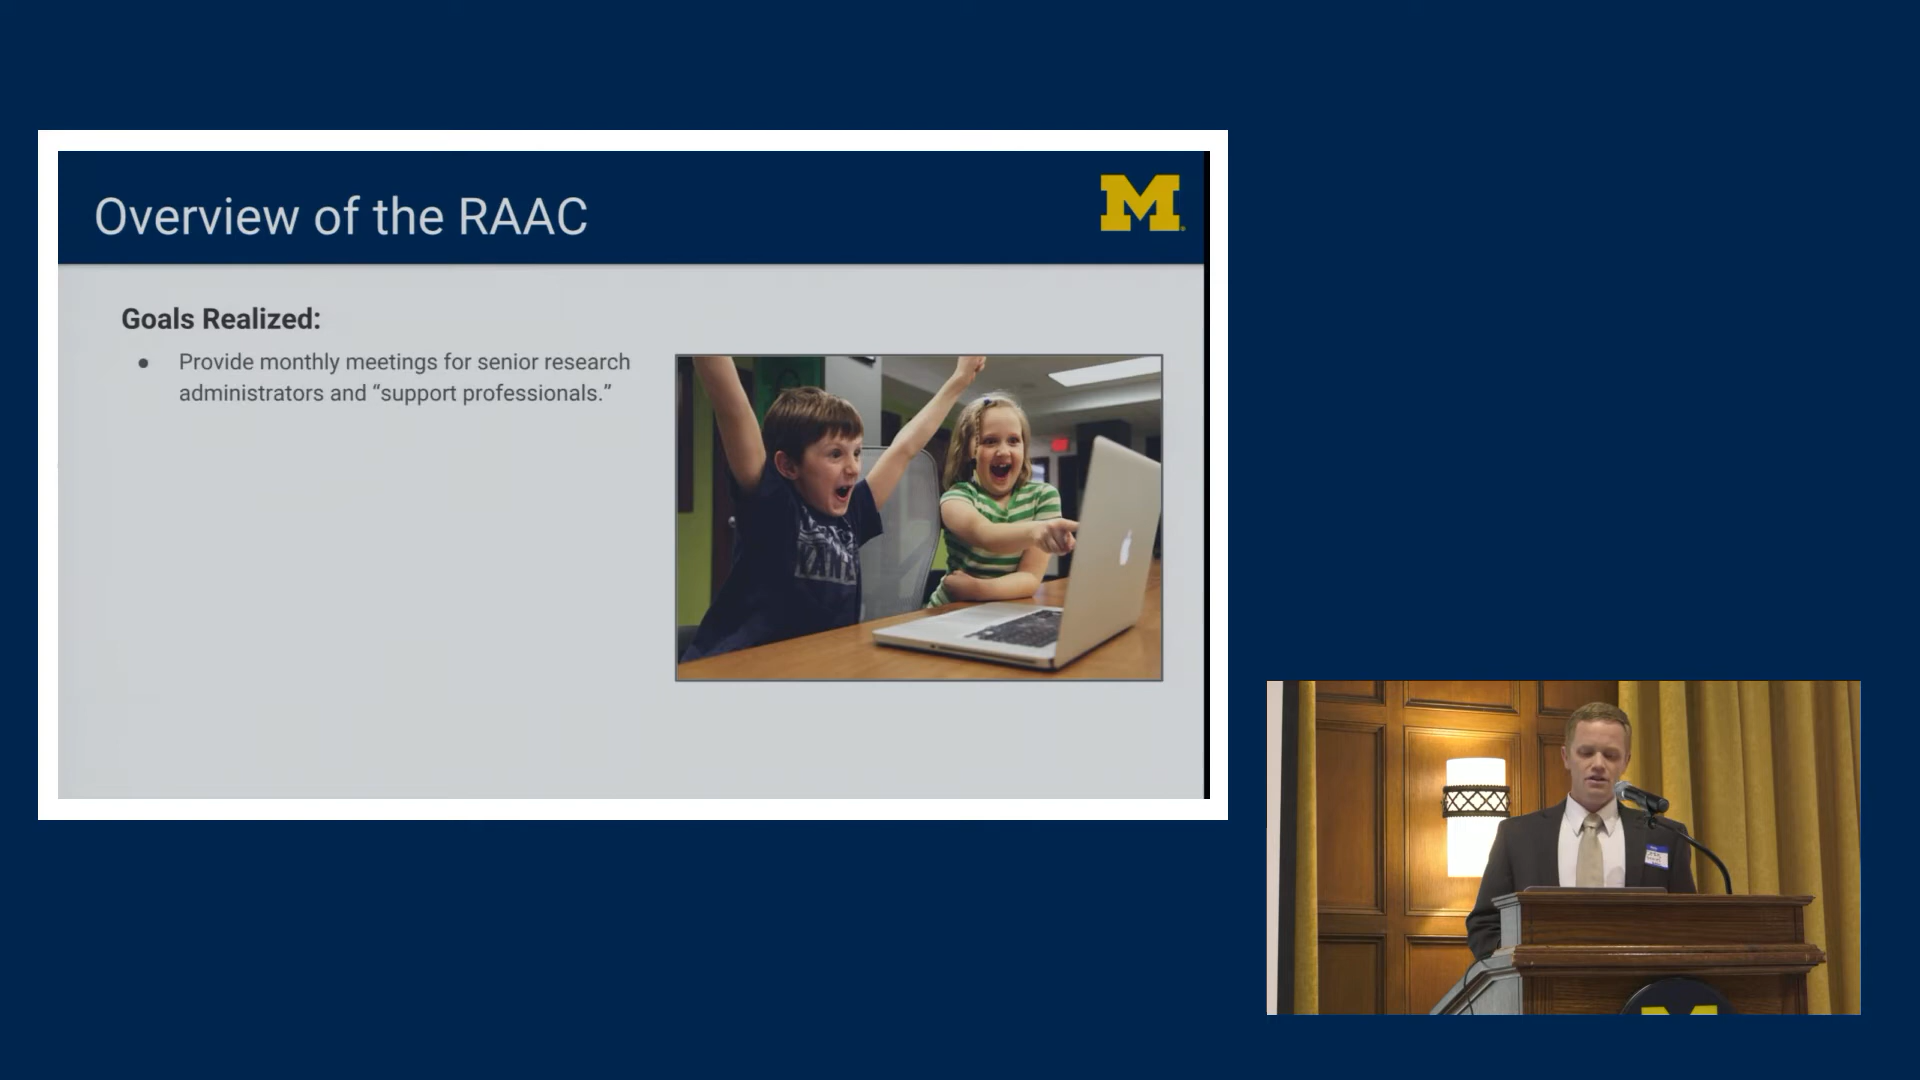 Overview of the RAAC
M
Goals Realized:
● Provide monthly meetings for senior research
administrators and “support professionals.”
M